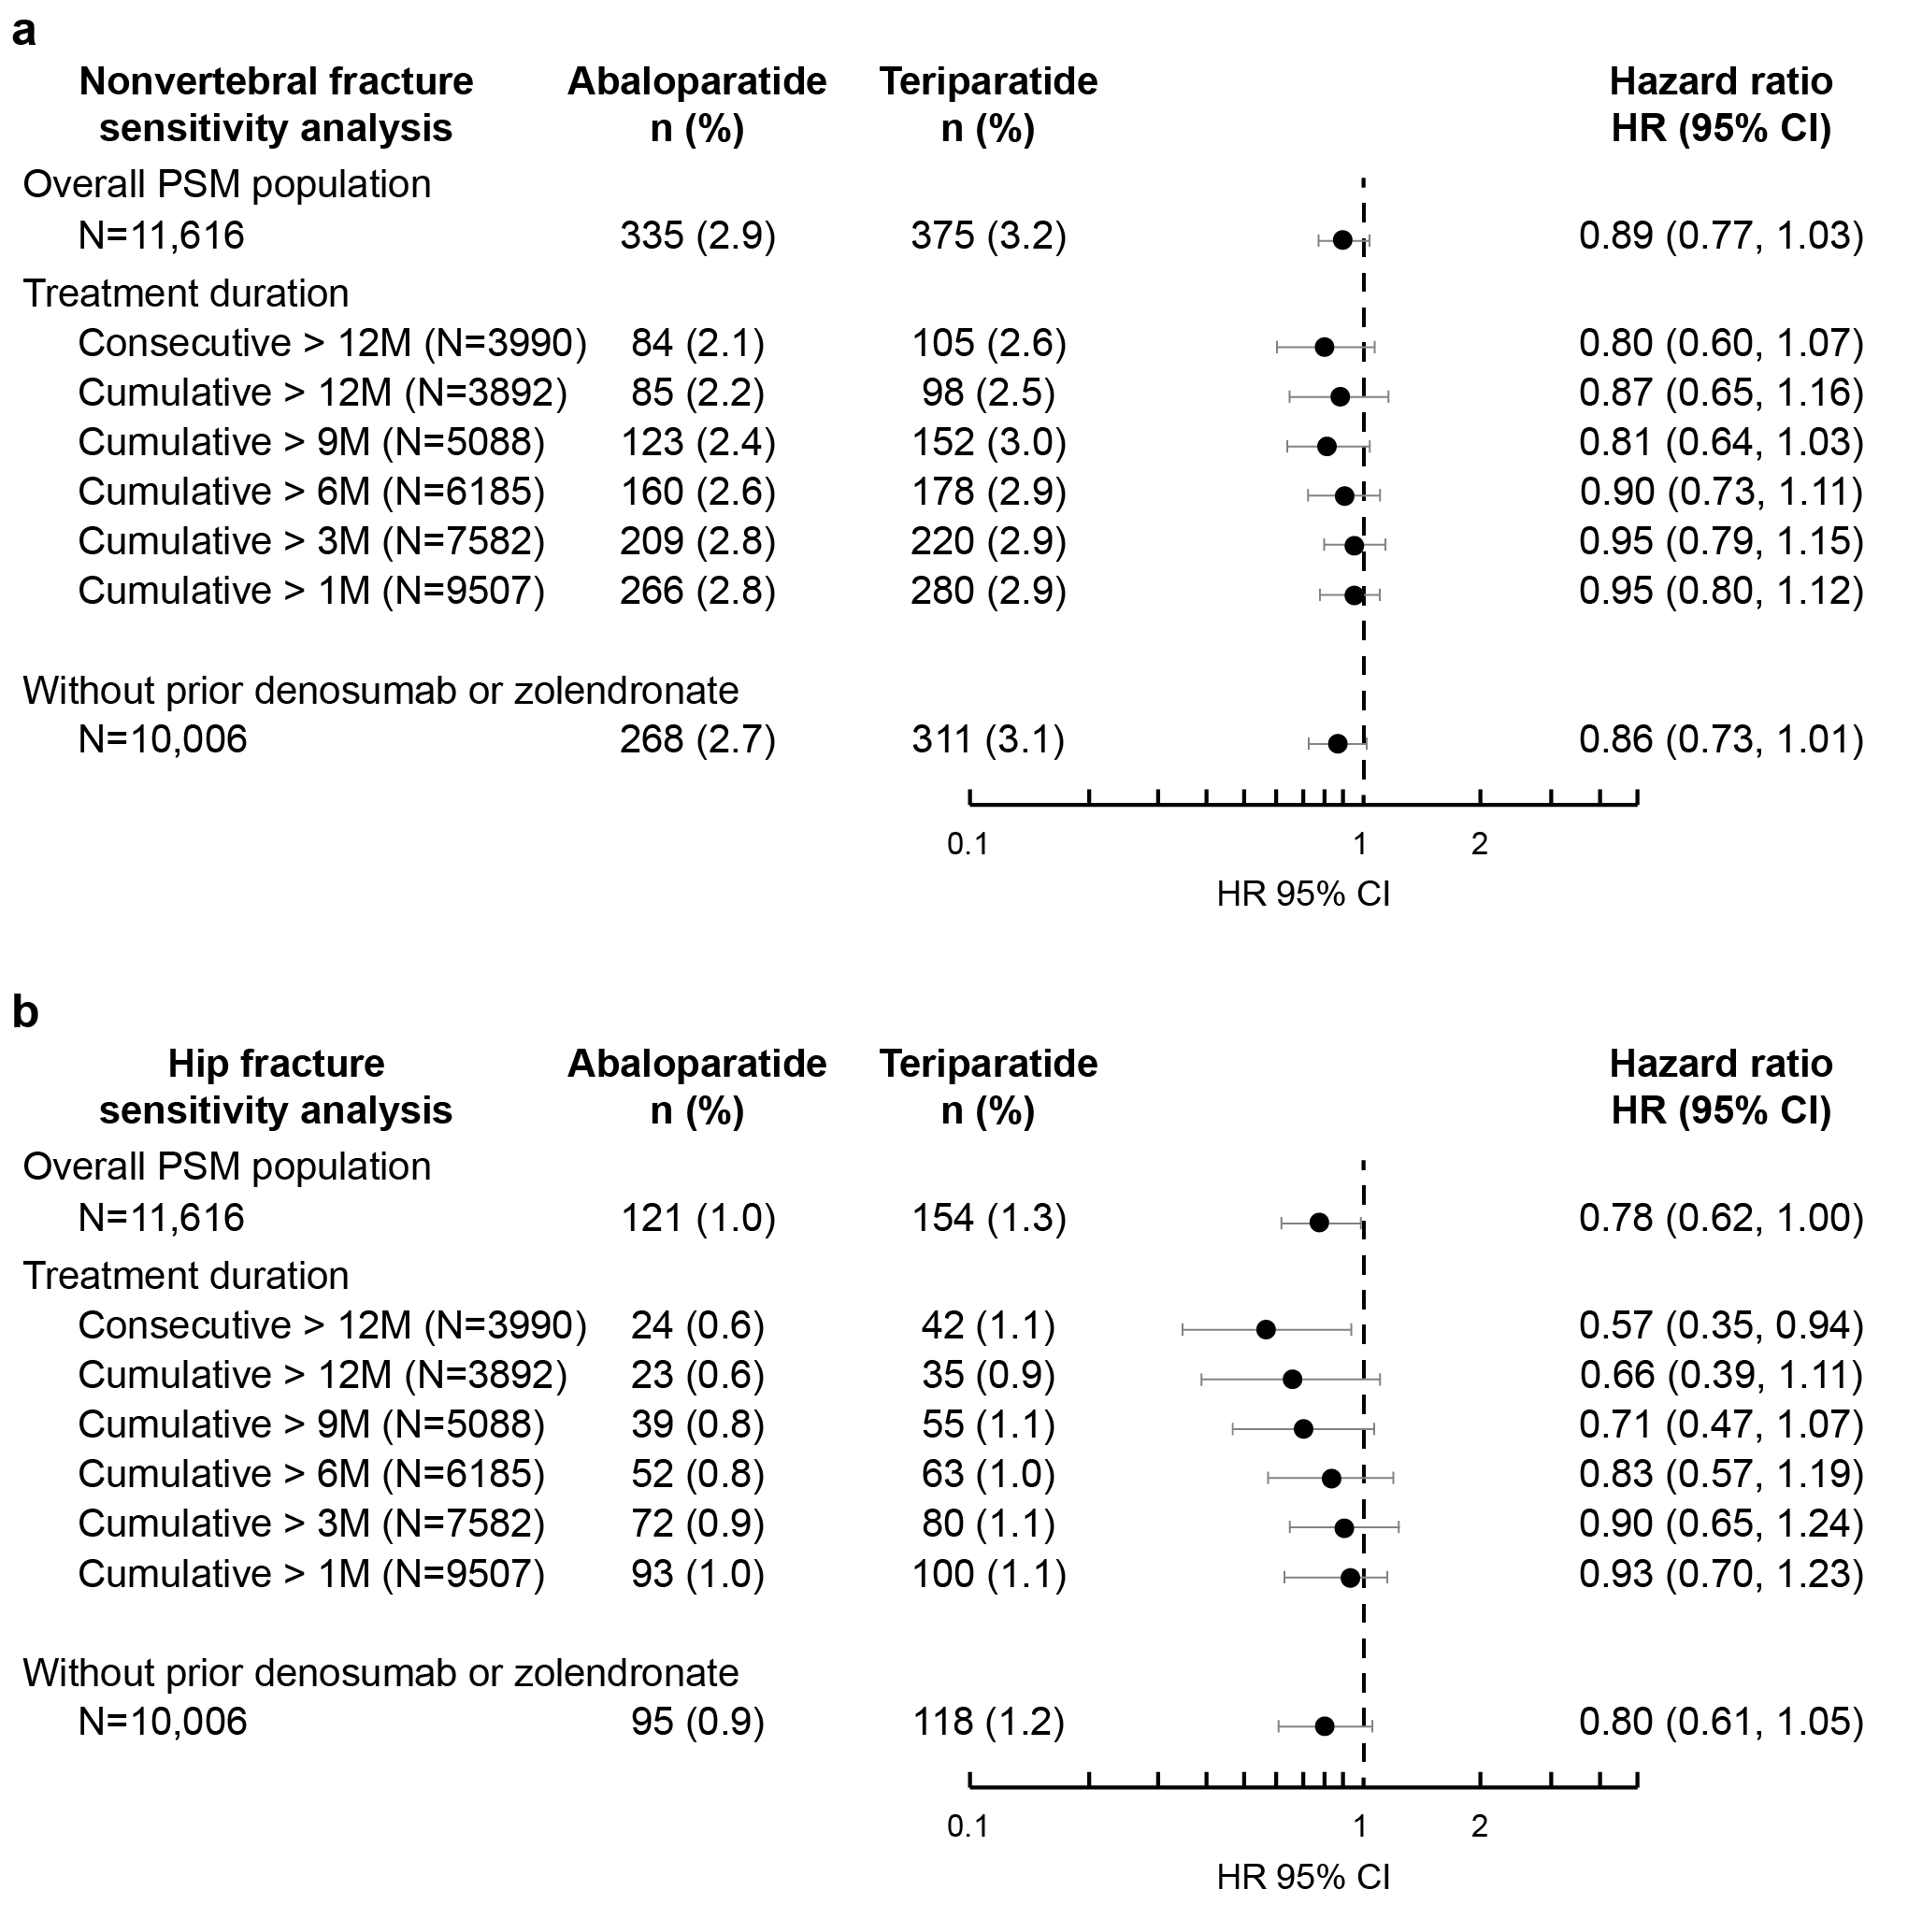 a
Nonvertebral fracture Abaloparatide Teriparatide Hazard ratio
sensitivity analysis n (%) n (%) HR (95% CI)
Overall PSM population
N=11,616 335 (2.9) 375 (3.2) 0.89 (0.77, 1.03)
Treatment duration
Consecutive > 12M (N=3990) 84 (2.1) 105 (2.6) 0.80 (0.60, 1.07)
Cumulative > 12M (N=3892) 85 (2.2) 98 (2.5) 0.87 (0.65, 1.16)
Cumulative > 9M (N=5088) 123 (2.4) 152 (3.0) 0.81 (0.64, 1.03)
Cumulative > 6M (N=6185) 160 (2.6) 178 (2.9) 0.90 (0.73, 1.11)
Cumulative > 3M (N=7582) 209 (2.8) 220 (2.9) 0.95 (0.79, 1.15)
Cumulative > 1M (N=9507) 266 (2.8) 280 (2.9) 0.95 (0.80, 1.12)
Without prior denosumab or zolendronate
N=10,006 268 (2.7) 311 (3.1) 0.86 (0.73, 1.01)
0.1 1 2
HR 95% CI
b
Hip fracture Abaloparatide Teriparatide Hazard ratio
sensitivity analysis n (%) n (%) HR (95% CI)
Overall PSM population
N=11,616 121 (1.0) 154 (1.3) 0.78 (0.62, 1.00)
Treatment duration
Consecutive > 12M (N=3990) 24 (0.6) 42 (1.1) 0.57 (0.35, 0.94)
Cumulative > 12M (N=3892) 23 (0.6) 35 (0.9) 0.66 (0.39, 1.11)
Cumulative > 9M (N=5088) 39 (0.8) 55 (1.1) 0.71 (0.47, 1.07)
Cumulative > 6M (N=6185) 52 (0.8) 63 (1.0) 0.83 (0.57, 1.19)
Cumulative > 3M (N=7582) 72 (0.9) 80 (1.1) 0.90 (0.65, 1.24)
Cumulative > 1M (N=9507) 93 (1.0) 100 (1.1) 0.93 (0.70, 1.23)
Without prior denosumab or zolendronate
N=10,006 95 (0.9) 118 (1.2) 0.80 (0.61, 1.05)
0.1 1 2
HR 95% CI